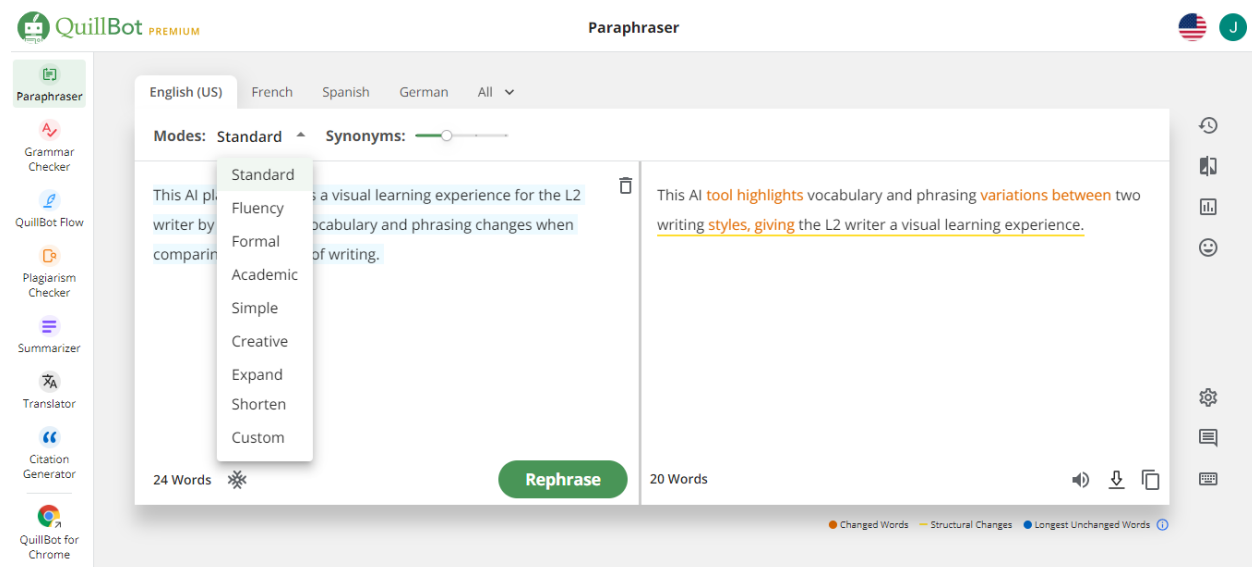 QuillBot PREMIUM
Paraphraser
J
Paraphraser
Grammar
Checker
QuillBot Flow
Plagiarism
Checker
Summarizer
Translator
Citation
Generator
QuillBot for
Chrome
English (US) French Spanish German All
Modes: Standard Synonyms:
Standard
Fluency
Formal
Academic
Simple
Creative
Expand
Shorten
Custom
This AI a visual learning experience for the L2
writer by vocabulary and phrasing changes when
of writing.
24 Words
Rephrase
This AI tool highlights vocabulary and phrasing variations between two
writing styles, giving the L2 writer a visual learning experience.
20 Words
Changed Words Structural Changes Longest Unchanged Words